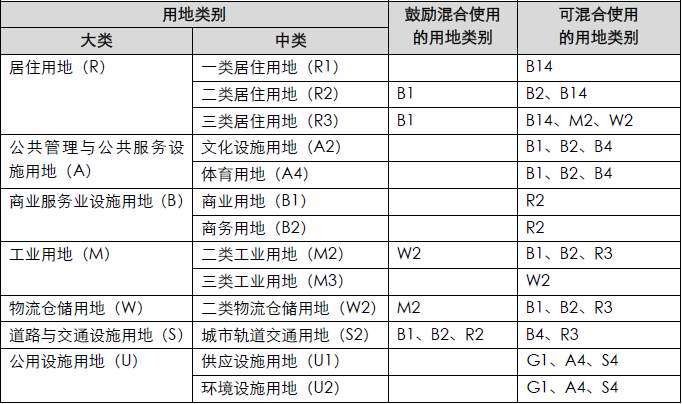 用地类别 鼓励混合使用的用地类别 可混合使用的用地类别
大类 中类
居住用地（R） 一类居住用地（R1） B14
二类居住用地（R2） B1 B2、B14
三类居住用地（R3） B1 B14、M2、W2
公共管理与公共服务设施用地（A） 文化设施用地（A2） B1、B2、B4
体育用地（A4） B1、B2、B4
商业服务业设施用地（B） 商业用地（B1） R2
商务用地（B2） R2
工业用地（M） 二类工业用地（M2） W2 B1、B2、R3
三类工业用地（M3） W2
物流仓储用地（W） 二类物流仓储用地（W2） M2 B1、B2、R3
道路与交通设施用地（S） 城市轨道交通用地（S2） B1、B2、R2 B4、R3
公用设施用地（U） 供应设施用地（U1） G1、A4、S4
环境设施用地（U2） G1、A4、S4